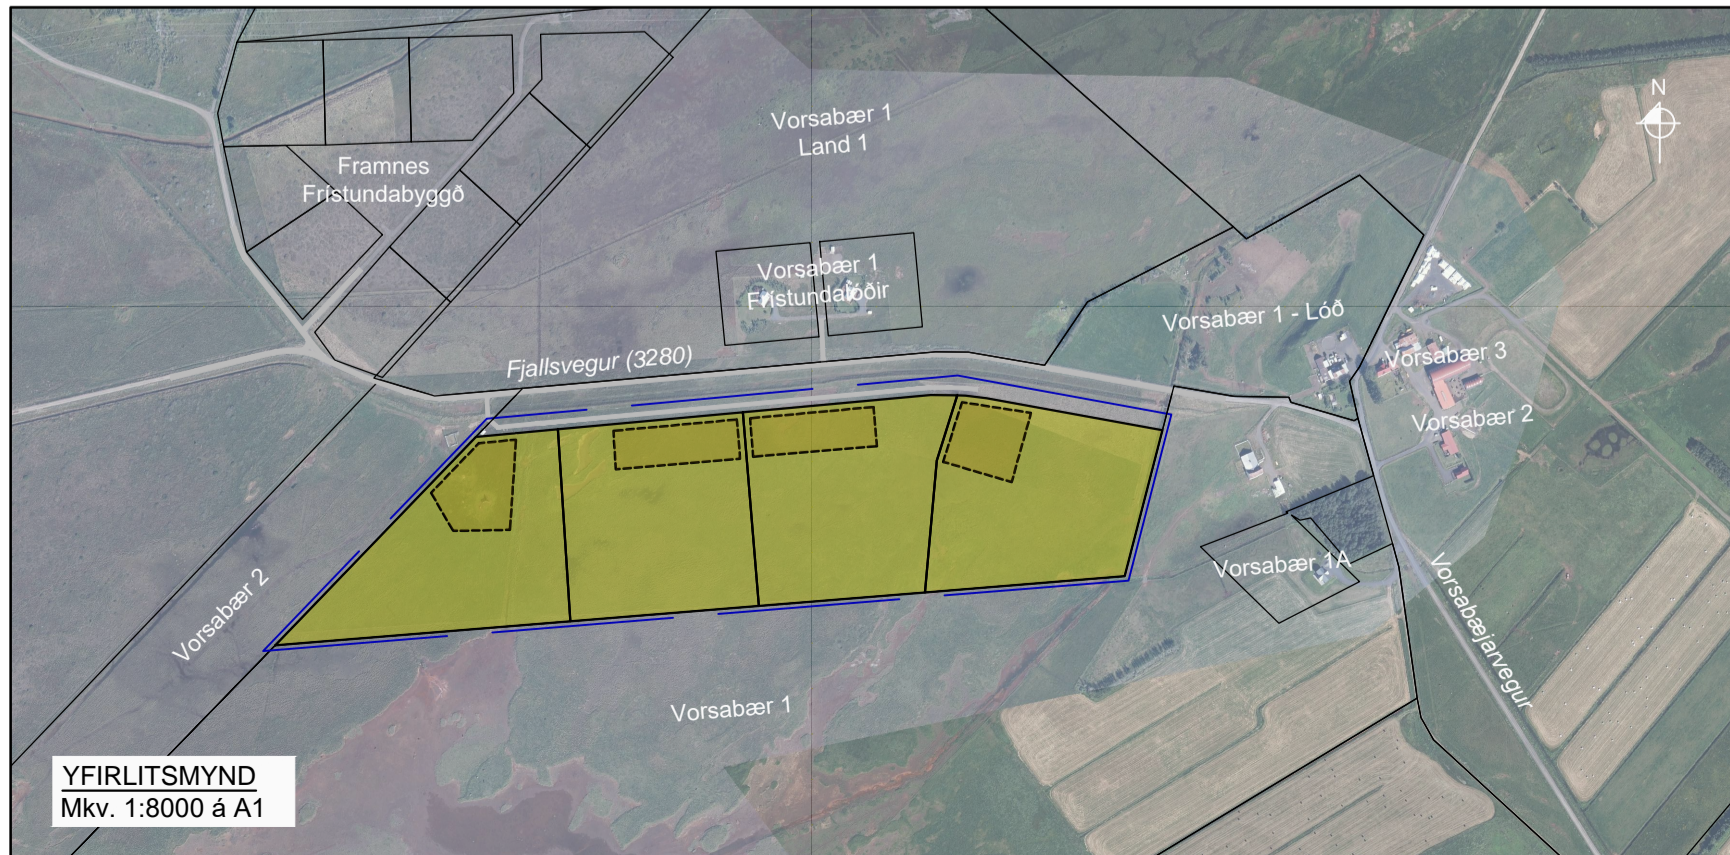 N
Vorsabær 1
Land 1
Framnes
Frístundabyggð
Vorsabær 1
Frístundalóðir
Vorsabær 1 - Lóð
Fjallsvegur (3280)
Vorsabær 3
Vorsabær 2
Vorsabær 1A
Vorsabær 2
Vorsabæjarvegur
Vorsabær 1
YFIRLITSMYND
Mkv. 1:8000 á A1